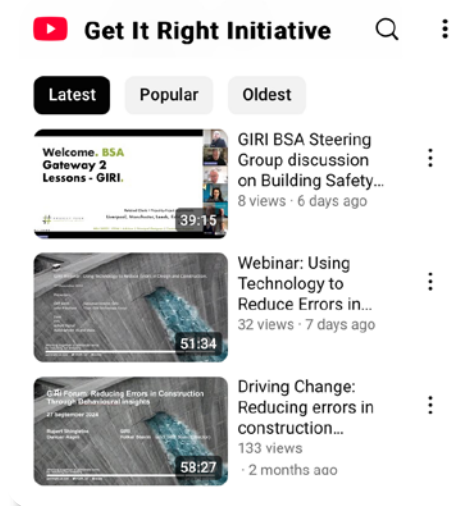 Get It Right Initiative
Latest Popular Oldest
Welcome. BSA
Gateway 2
Lessons - GIRI.
39:15
GIRI BSA Steering
Group discussion
on Building Safety...
8 views · 6 days ago
51:34
Webinar: Using
Technology to
Reduce Errors in...
32 views · 7 days ago
GIRI Forum: Reducing Errors in Construction
Through Behavioural insights
58:27
Driving Change:
Reducing errors in
construction...
133 views
· 2 months ago